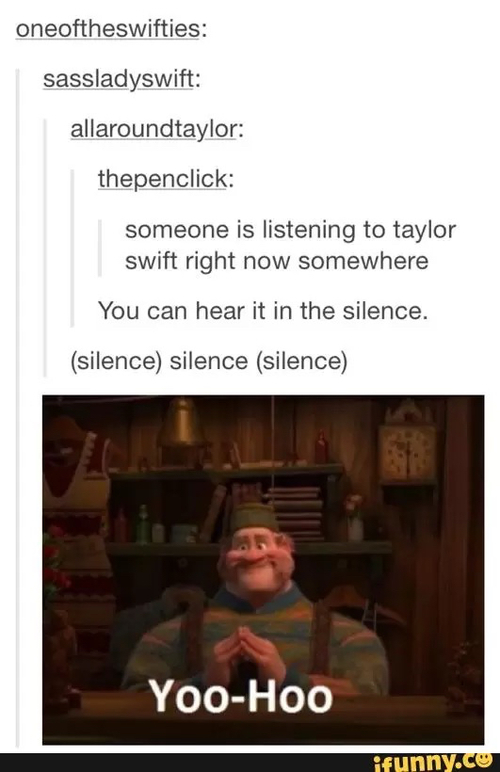 oneoftheswifties:
sassladyswift:
allaroundtaylor:
thepenclick:
someone is listening to taylor
swift right now somewhere
You can hear it in the silence.
(silence) silence (silence)
Yoo-Hoo
ifunny.co